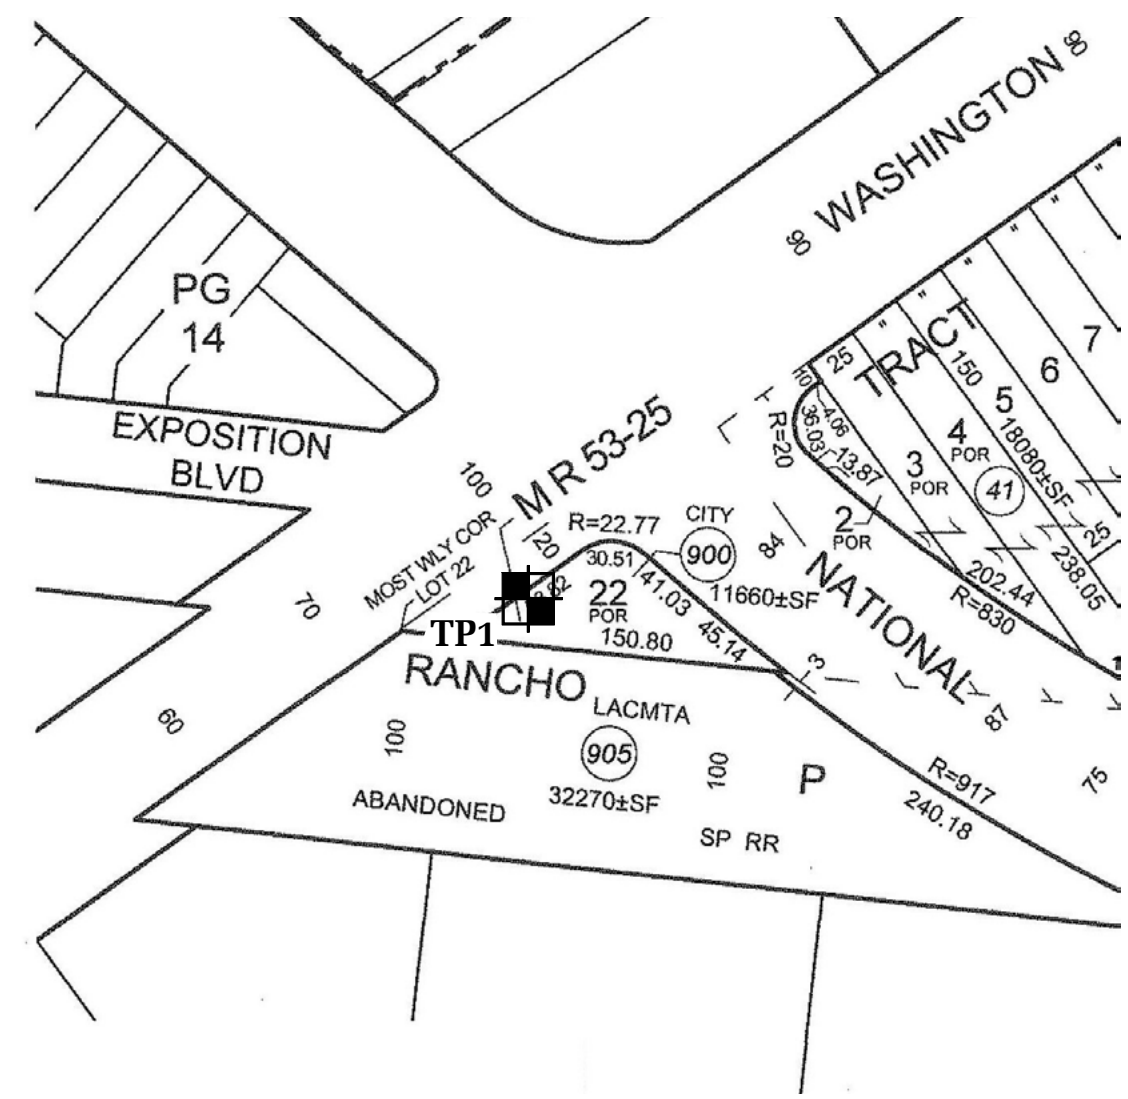 WASHINGTON
90
90
PG
14
EXPOSITION
BLVD
TRACT
25
10
4.06
36.03
R=20
13.87
150
7
6
5
4
POR
3
POR
2
POR
18080±SF
41
25
238.05
202.44
R=830
M R 53-25
100
MOST WLY COR
LOT 22
20
R=22.77
CITY
900
84
11660±SF
30.51
41.03
22
POR
45.14
150.80
NATIONAL
70
TP1
RANCHO
3
87
75
60
100
LACMTA
905
32270±SF
100
P
R=917
240.18
ABANDONED
SP RR